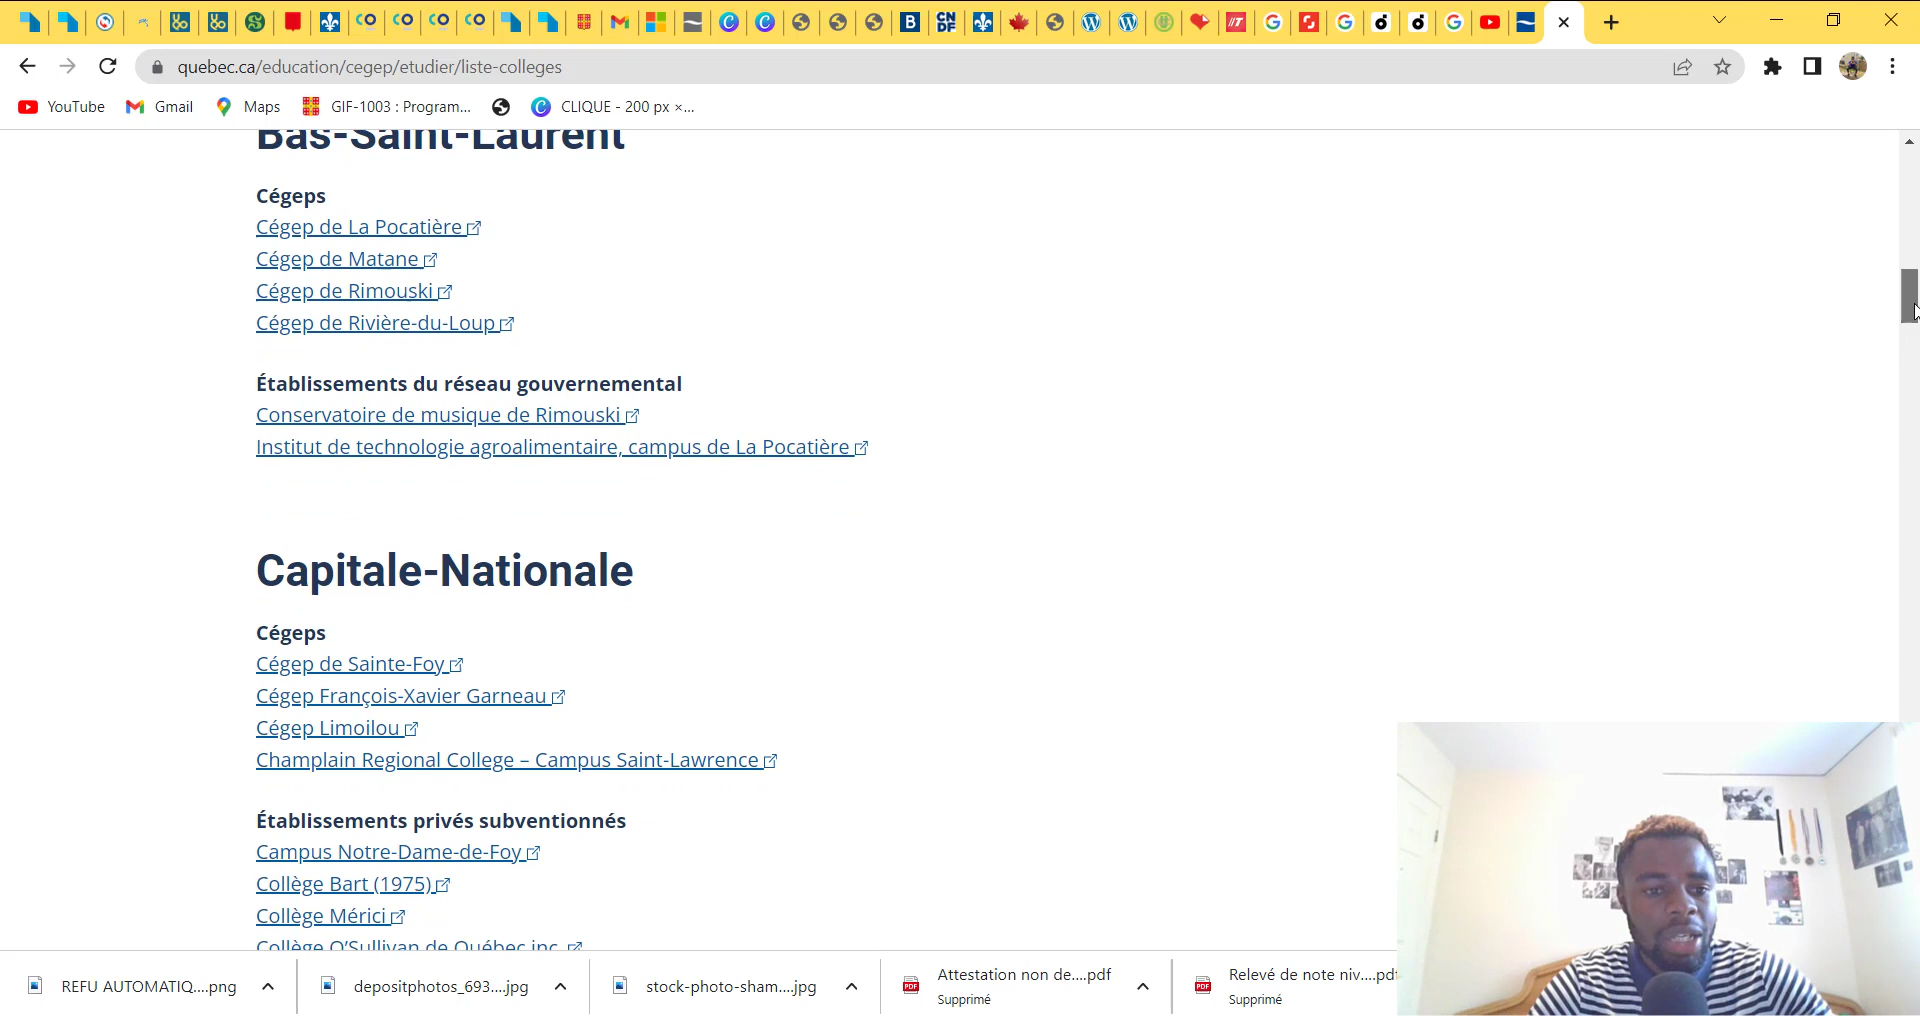 quebec.ca/education/cegep/etudier/liste-colleges
YouTube
Gmail
Maps
GIF-1003 : Program...
CLIQUE - 200 px ×...
Bas-Saint-Laurent
Cégeps
Cégep de La Pocatière
Cégep de Matane
Cégep de Rimouski
Cégep de Rivière-du-Loup
Établissements du réseau gouvernemental
Conservatoire de musique de Rimouski
Institut de technologie agroalimentaire, campus de La Pocatière
Capitale-Nationale
Cégeps
Cégep de Sainte-Foy
Cégep François-Xavier Garneau
Cégep Limoilou
Champlain Regional College – Campus Saint-Lawrence
Établissements privés subventionnés
Campus Notre-Dame-de-Foy
Collège Bart (1975)
Collège Mérici
Collège O’Sullivan de Québec inc.
REFU AUTOMATIQ....png
depositphotos_693....jpg
stock-photo-sham....jpg
Attestation non de....pdf
Supprimé
Relevé de note niv....pdf
Supprimé